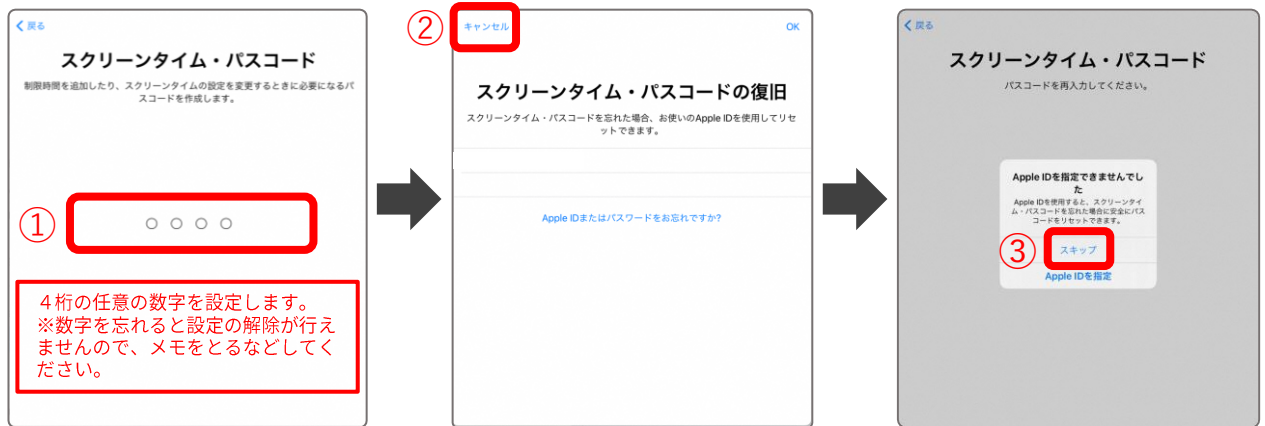 戻る
スクリーンタイム・パスコード
制限時間を追加したり、スクリーンタイムの設定を変更するときに必要になるパ
スコードを作成します。
①
４桁の任意の数字を設定します。
※数字を忘れると設定の解除が行え
ませんので、メモをとるなどしてく
ださい。
②
キャンセル
OK
スクリーンタイム・パスコードの復旧
スクリーンタイム・パスコードを忘れた場合、お使いのApple IDを使用してリセ
ットできます。
Apple IDまたはパスワードをお忘れですか?
戻る
スクリーンタイム・パスコード
パスコードを再入力してください。
Apple IDを指定できませんでし
た
Apple IDを使用すると、スクリーンタイ
ム・パスコードを忘れた場合に安全にパス
コードをリセットできます。
③
スキップ
Apple IDを指定